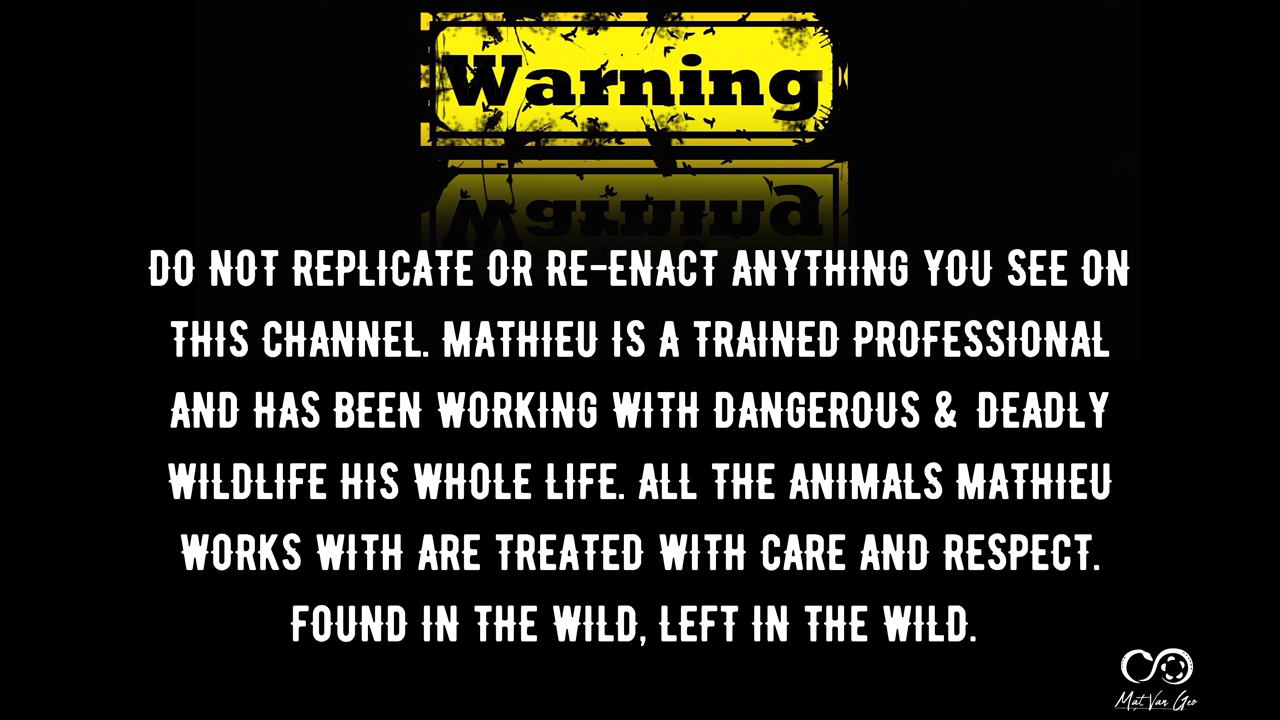 Warning
DO NOT REPLICATE OR RE-ENACT ANYTHING YOU SEE ON
THIS CHANNEL. MATHIEU IS A TRAINED PROFESSIONAL
AND HAS BEEN WORKING WITH DANGEROUS & DEADLY
WILDLIFE HIS WHOLE LIFE. ALL THE ANIMALS MATHIEU
WORKS WITH ARE TREATED WITH CARE AND RESPECT.
FOUND IN THE WILD, LEFT IN THE WILD.
Mat Van Geo